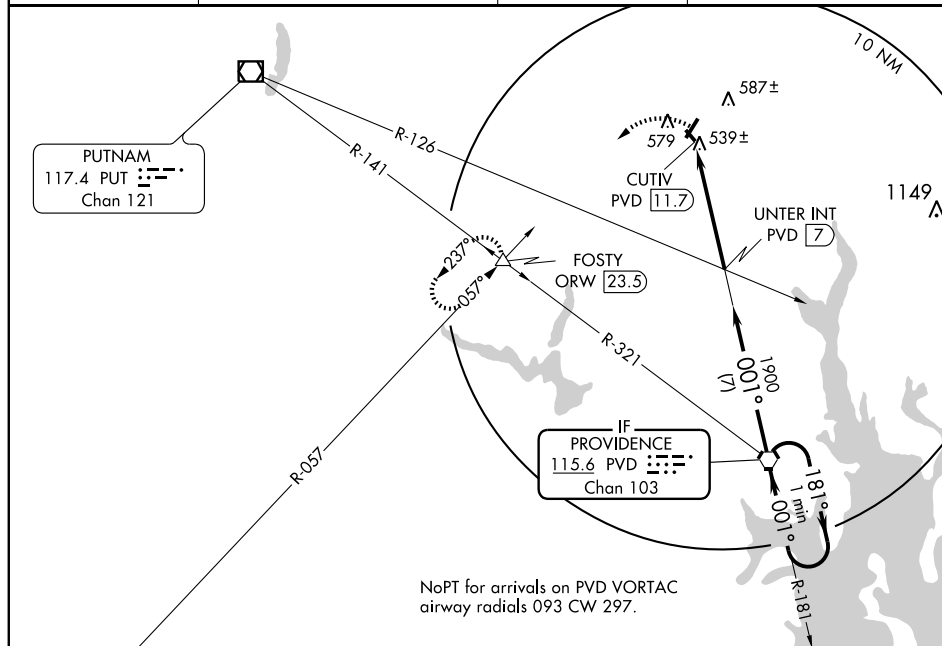 10 NM
587±
579
539±
PUTNAM
117.4 PUT
Chan 121
R-126
R-141
CUTIV
PVD 11.7
1149
UNTER INT
PVD 7
237°
057°
FOSTY
ORW 23.5
R-321
1900
001°
(7)
R-057
IF
PROVIDENCE
115.6 PVD
Chan 103
181°
1 min
001°
R-181
NoPT for arrivals on PVD VORTAC
airway radials 093 CW 297.